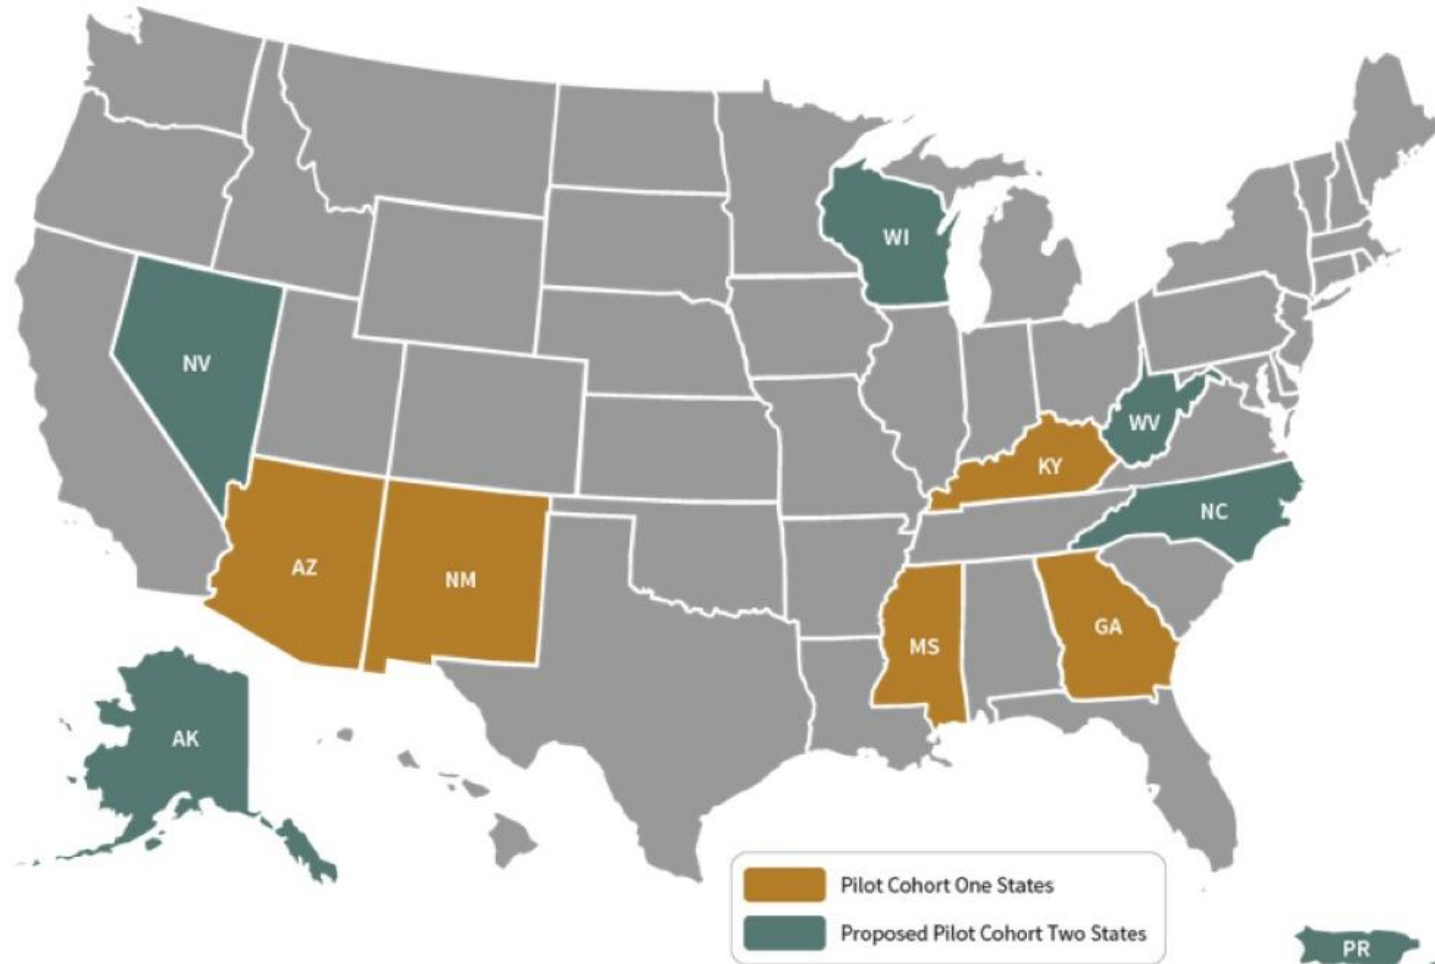 WI
NV
WV
KY
NC
AZ
NM
GA
MS
AK
Pilot Cohort One States
Proposed Pilot Cohort Two States
PR